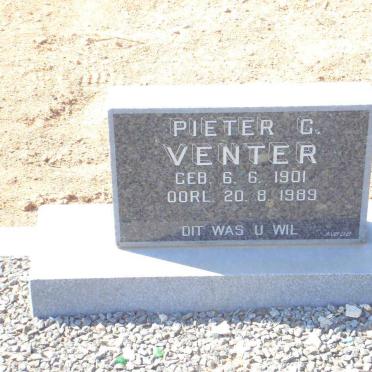 PIETER G.
VENTER
GEB. 6. 6. 1901
OORL. 20. 8. 1989
DIT WAS U WIL